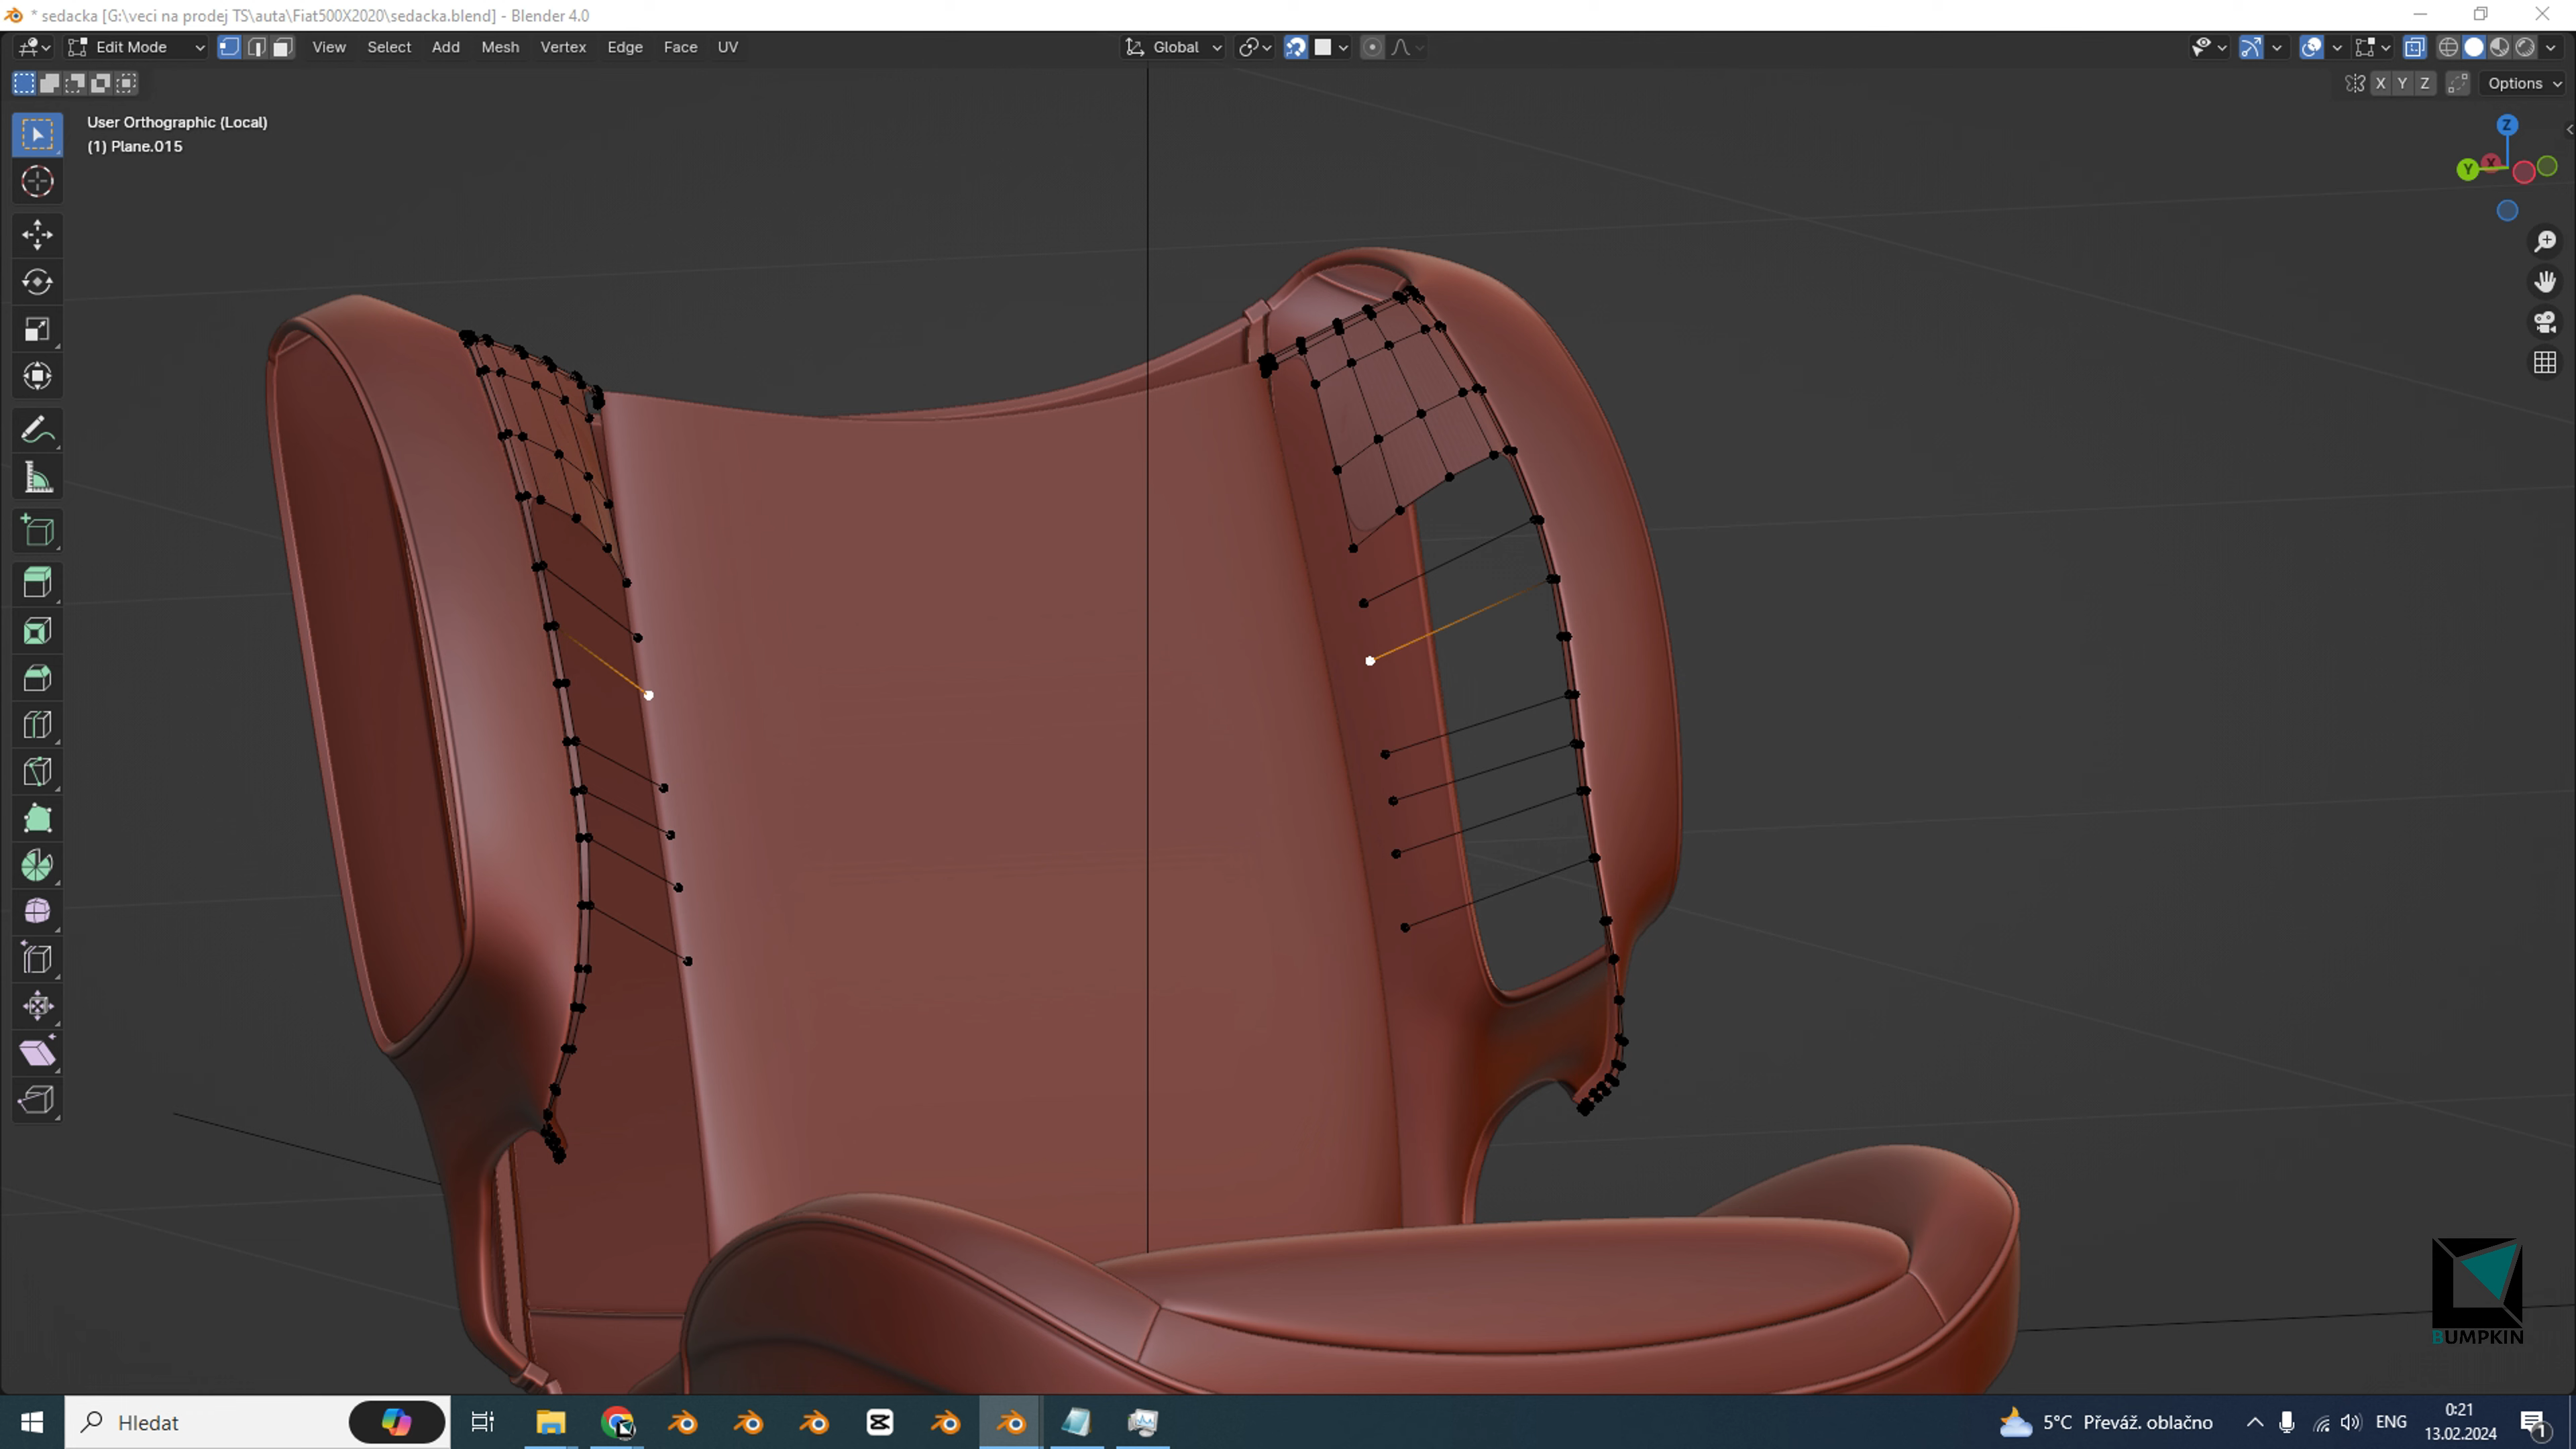 * sedacka [G:\veci na prodej TS\auta\Fiat500X2020\sedacka.blend] - Blender 4.0
Edit Mode View Select Add Mesh Vertex Edge Face UV Global
X Y Z Options
User Orthographic (Local)
(1) Plane.015
Z
Y X
BUMPKIN
Hledat
5°C Převáž. oblačno ENG
0:21
13.02.2024
1